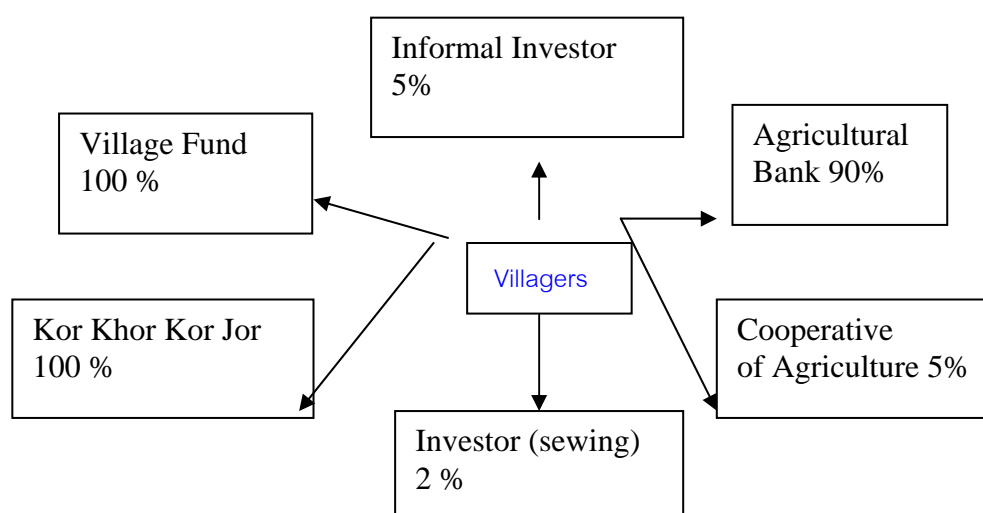 Informal Investor
5%
Village Fund
100 %
Agricultural
Bank 90%
Villagers
Kor Khor Kor Jor
100 %
Cooperative
of Agriculture 5%
Investor (sewing)
2 %